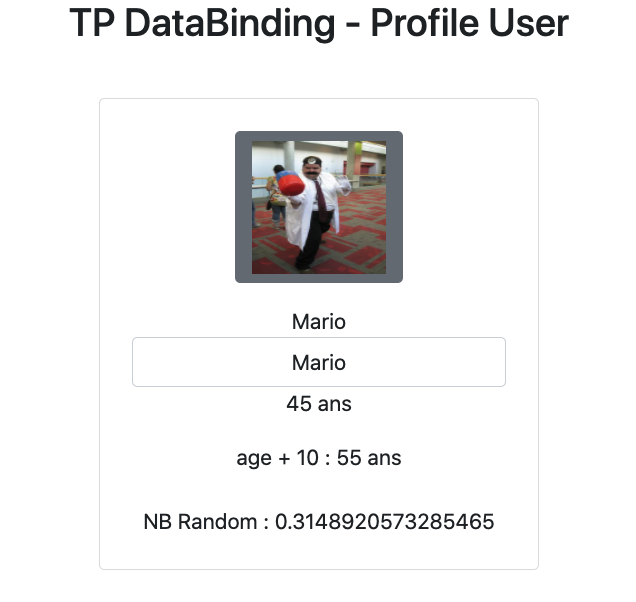 TP DataBinding - Profile User
Mario
Mario
45 ans
age + 10 : 55 ans
NB Random : 0.3148920573285465